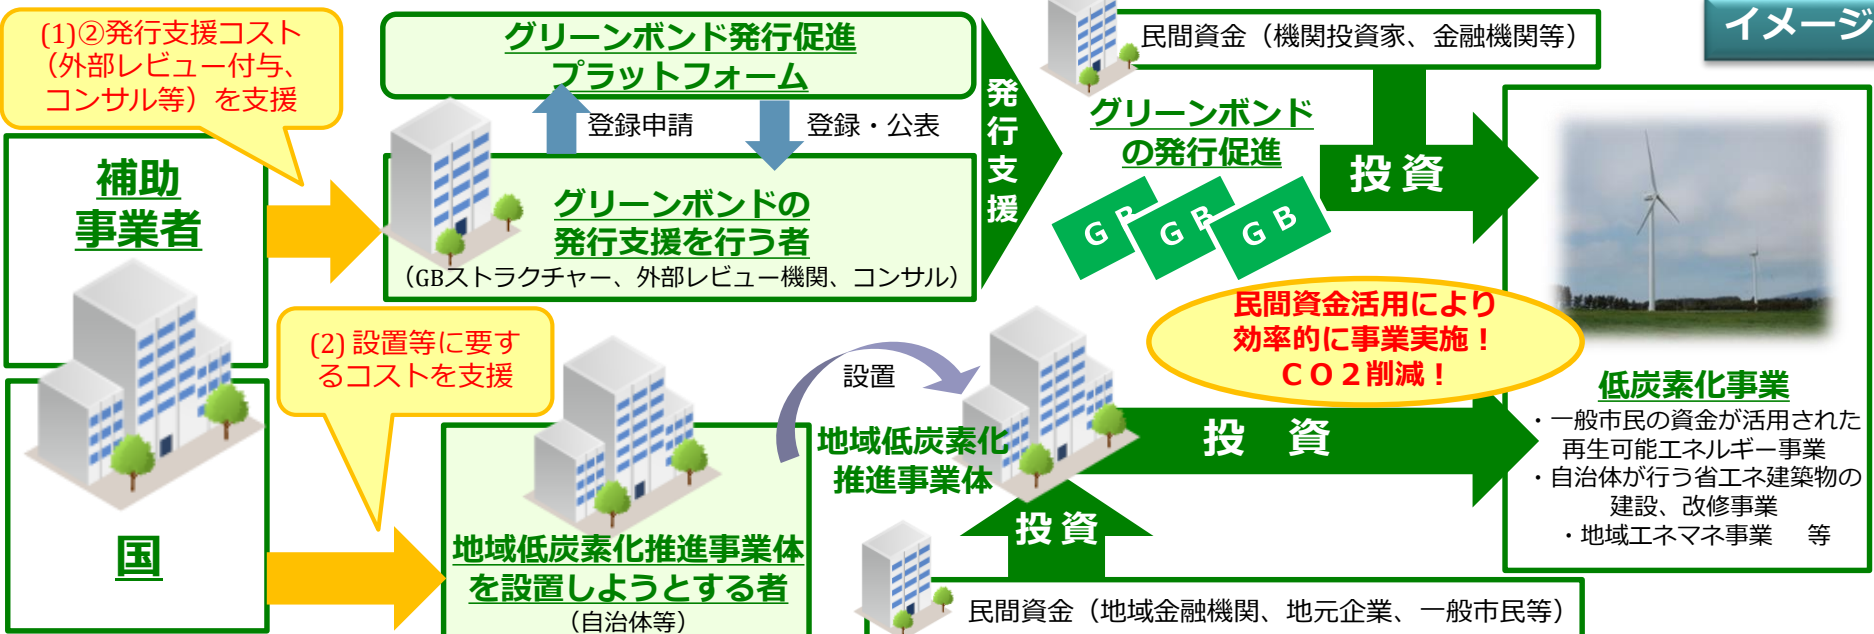 イメージ
(1)②発行支援コスト
（外部レビュー付与、
コンサル等）を支援
グリーンボンド発行促進
プラットフォーム
登録申請
登録・公表
補助
事業者
グリーンボンドの
発行支援を行う者
（GBストラクチャー、外部レビュー機関、コンサル）
発行支援
民間資金（機関投資家、金融機関等）
グリーンボンド
の発行促進
投資
ＧＢ
ＧＢ
ＧＢ
民間資金活用により
効率的に事業実施！
ＣＯ２削減！
国
(2) 設置等に要す
るコストを支援
地域低炭素化推進事業体
を設置しようとする者
（自治体等）
設置
地域低炭素化
推進事業体
投　資
投資
民間資金（地域金融機関、地元企業、一般市民等）
低炭素化事業
・一般市民の資金が活用された
再生可能エネルギー事業
・自治体が行う省エネ建築物の
建設、改修事業
・地域エネマネ事業　等